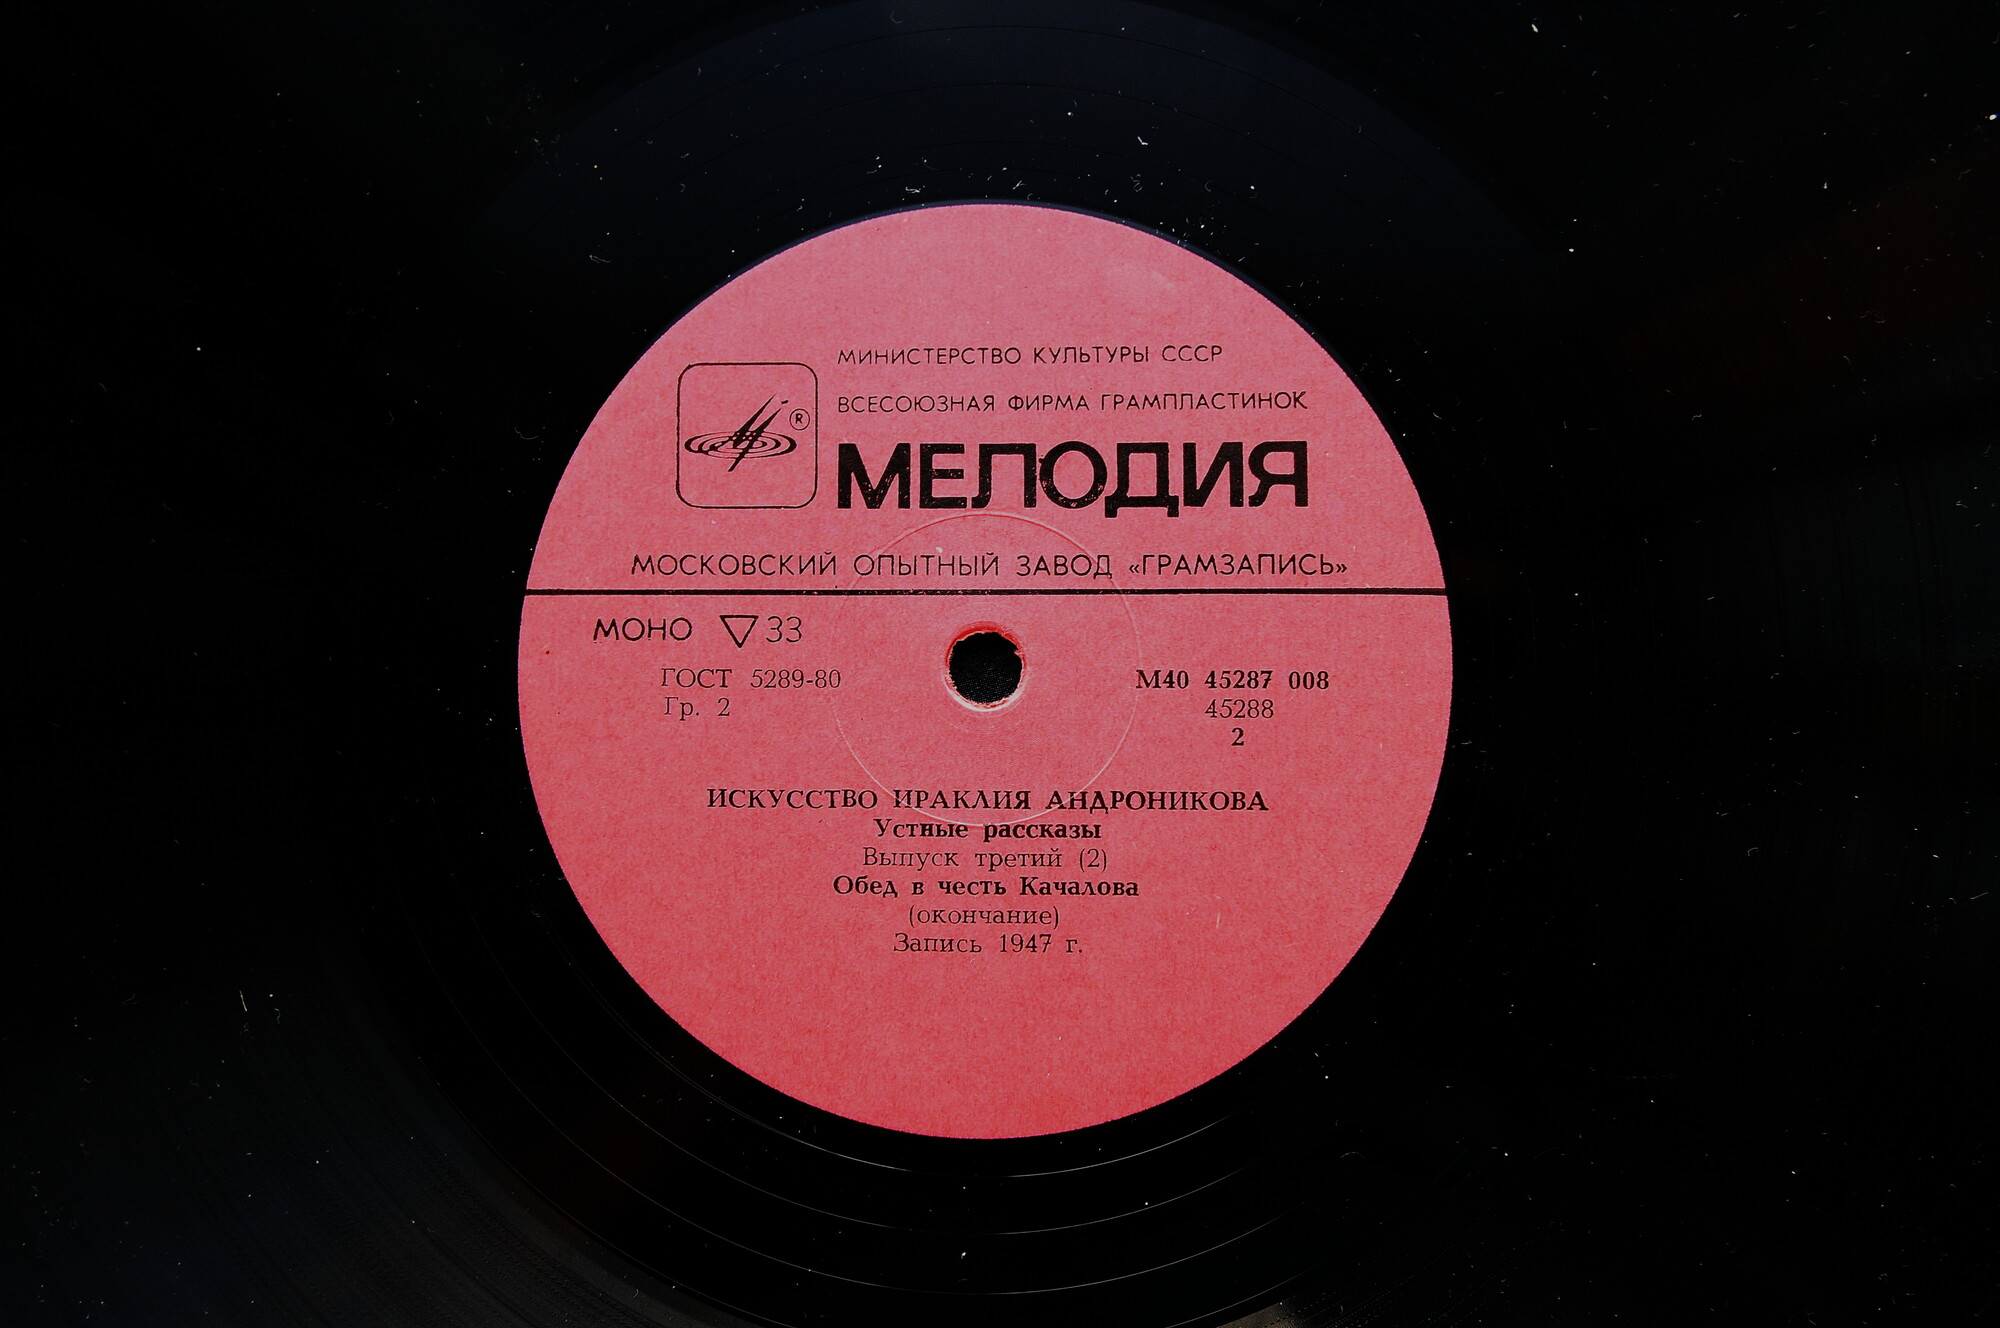 МИНИСТЕРСТВО КУЛЬТУРЫ СССР
ВСЕСОЮЗНАЯ ФИРМА ГРАМПЛАСТИНОК
®
МЕЛОДИЯ
МОСКОВСКИЙ ОПЫТНЫЙ ЗАВОД «ГРАМЗАПИСЬ»
МОНО ▽33
ГОСТ 5289-80
Гр. 2
М40 45287 008
45288
2
ИСКУССТВО ИРАКЛИЯ АНДРОНИКОВА
Устные рассказы
Выпуск третий (2)
Обед в честь Качалова
(окончание)
Запись 1947 г.